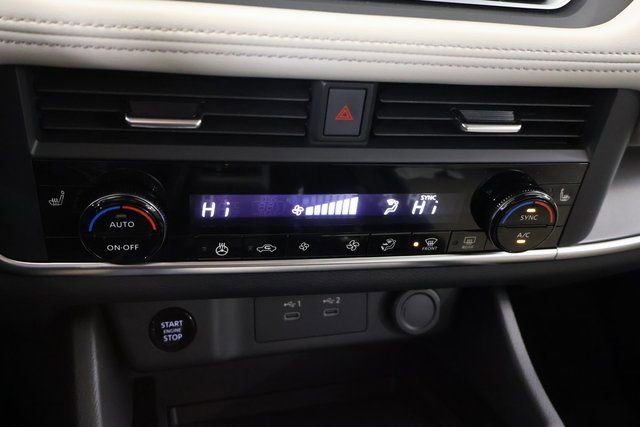 Hi
SYNC
Hi
AUTO
ON·OFF
SYNC
A/C
FRONT
REAR
1
2
START
ENGINE
STOP